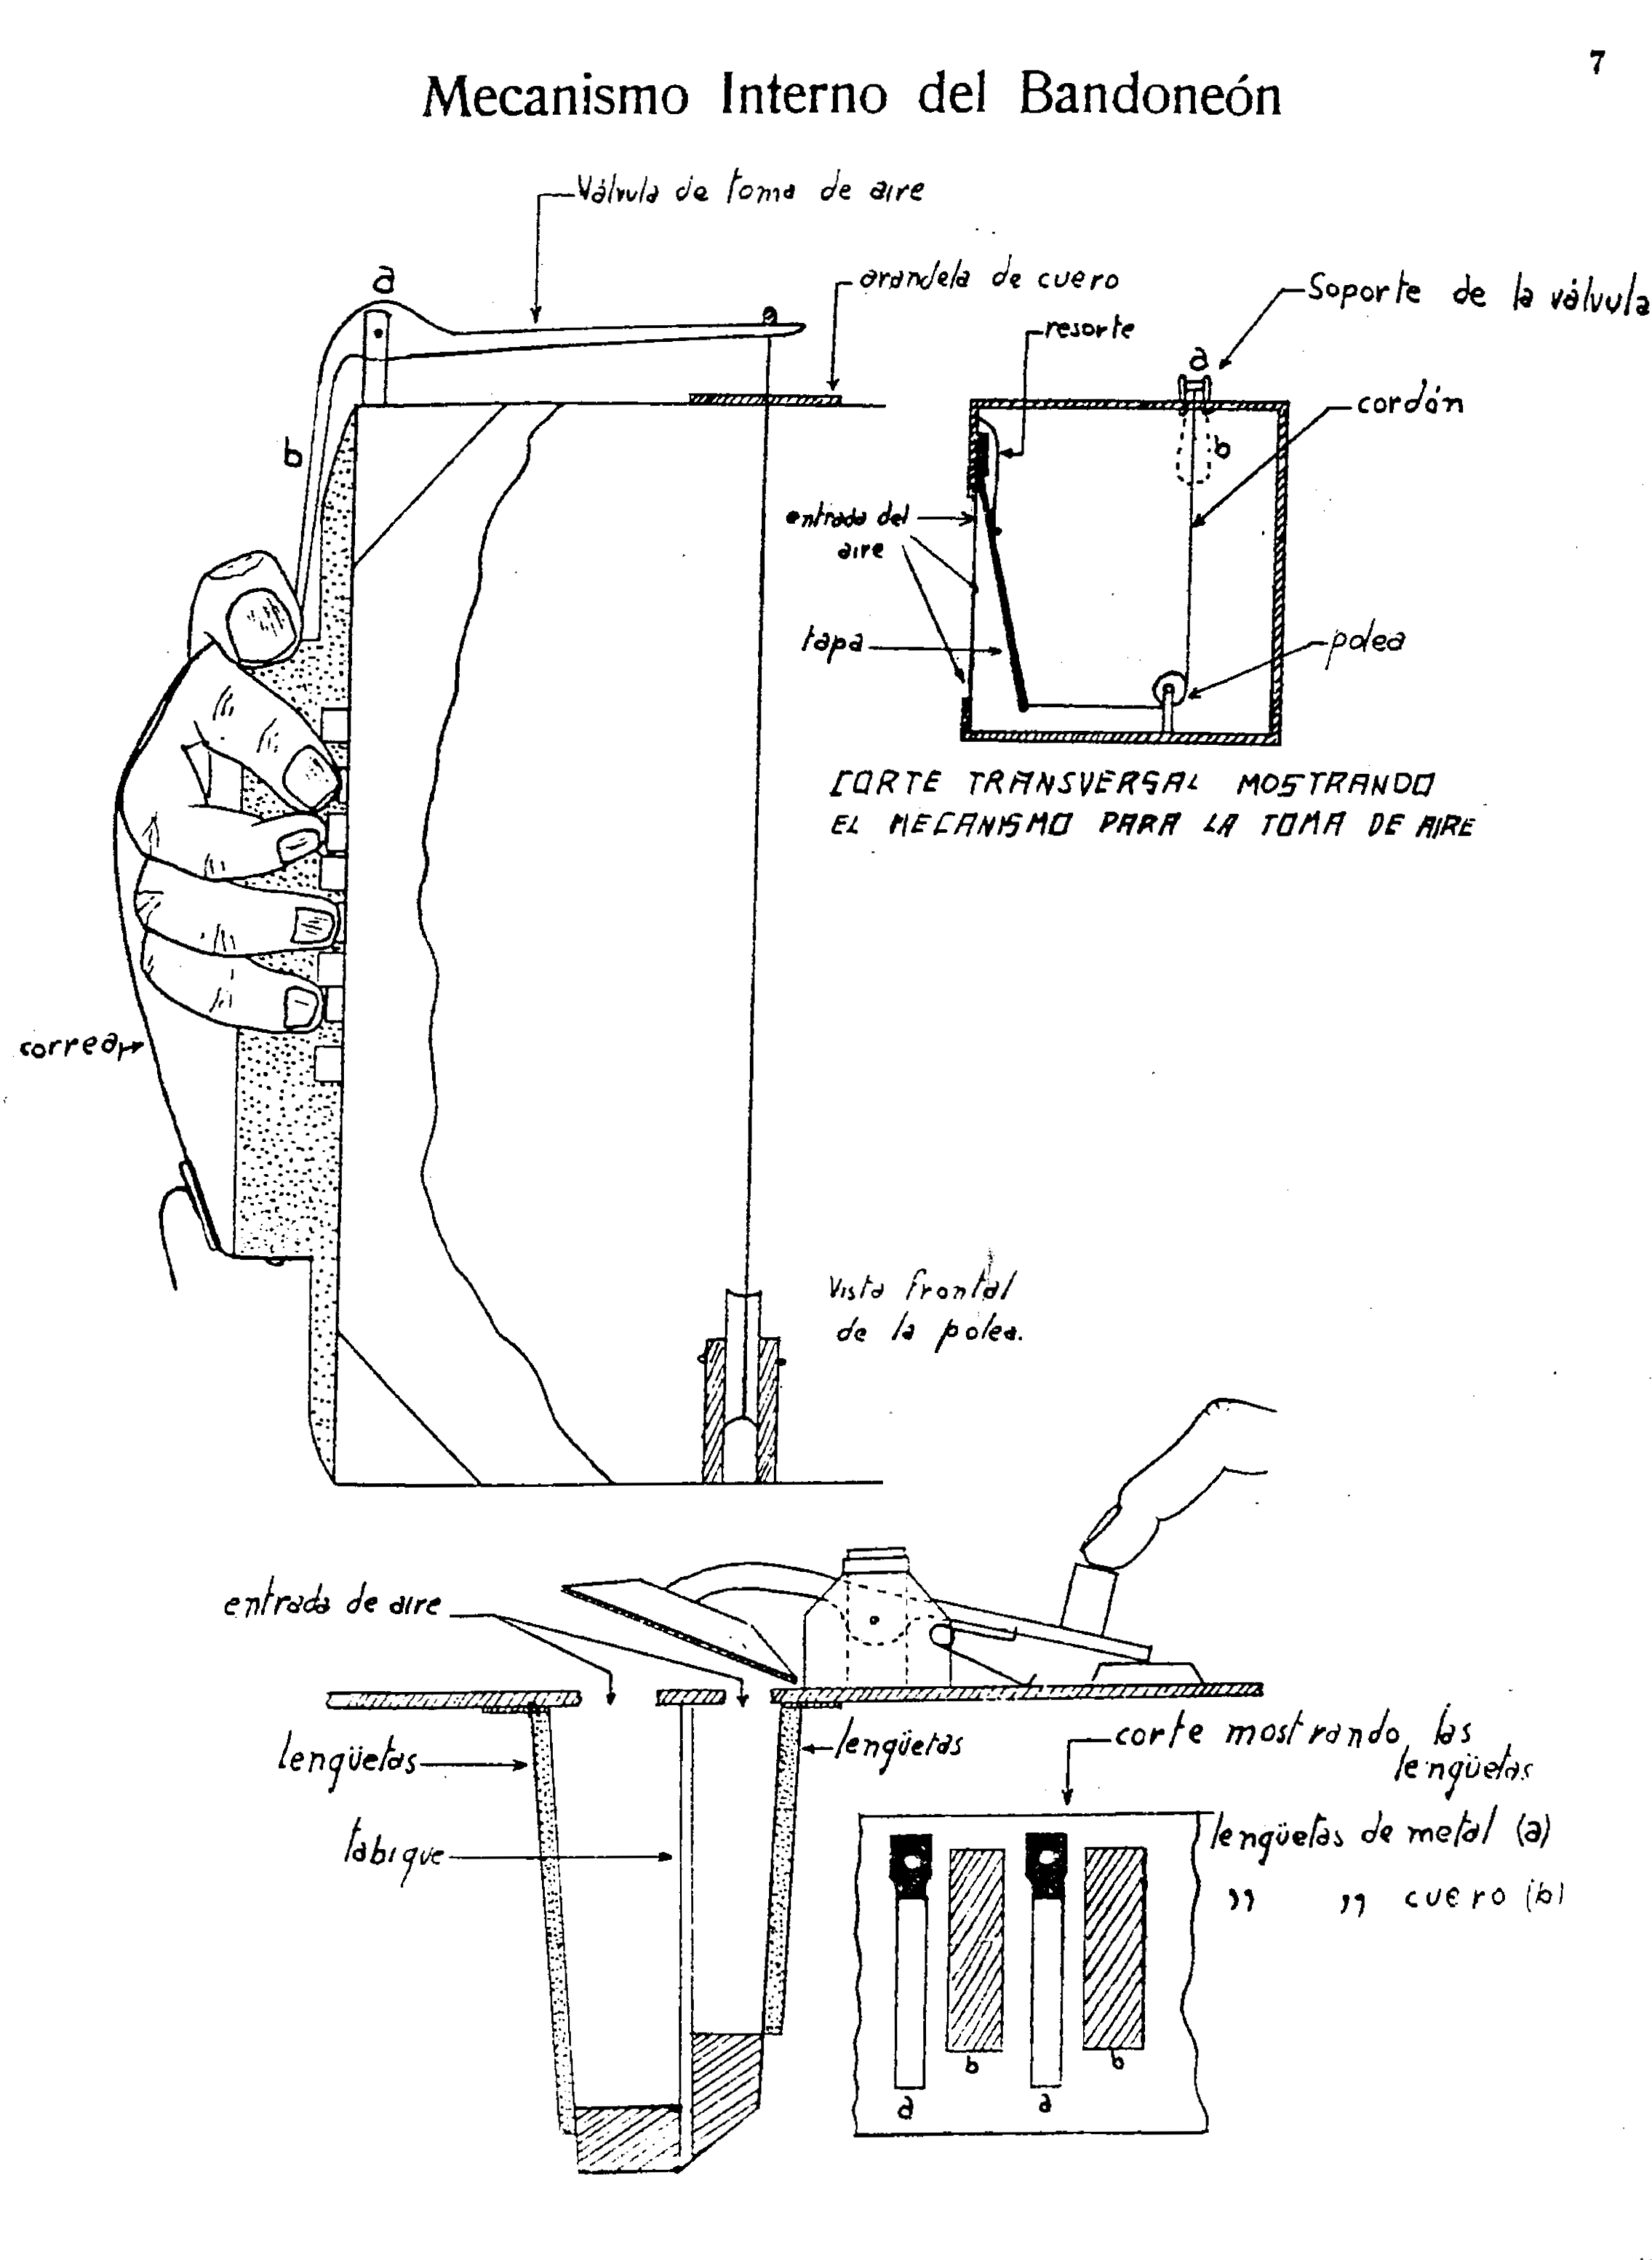 7
Mecanismo Interno del Bandoneón
Válvula de toma de aire
a
arandela de cuero
Soporte de la válvula
resorte
a
cordón
b
b
entrada del
aire
tapa
polea
CORTE TRANSVERSAL MOSTRANDO
EL MECANISMO PARA LA TOMA DE AIRE
correa
Vista frontal
de la polea.
entrada de aire
lengüetas
lengüetas
corte mostrando las
lengüetas
tabique
lengüetas de metal (a)
" " cuero (b)
b
b
a
a